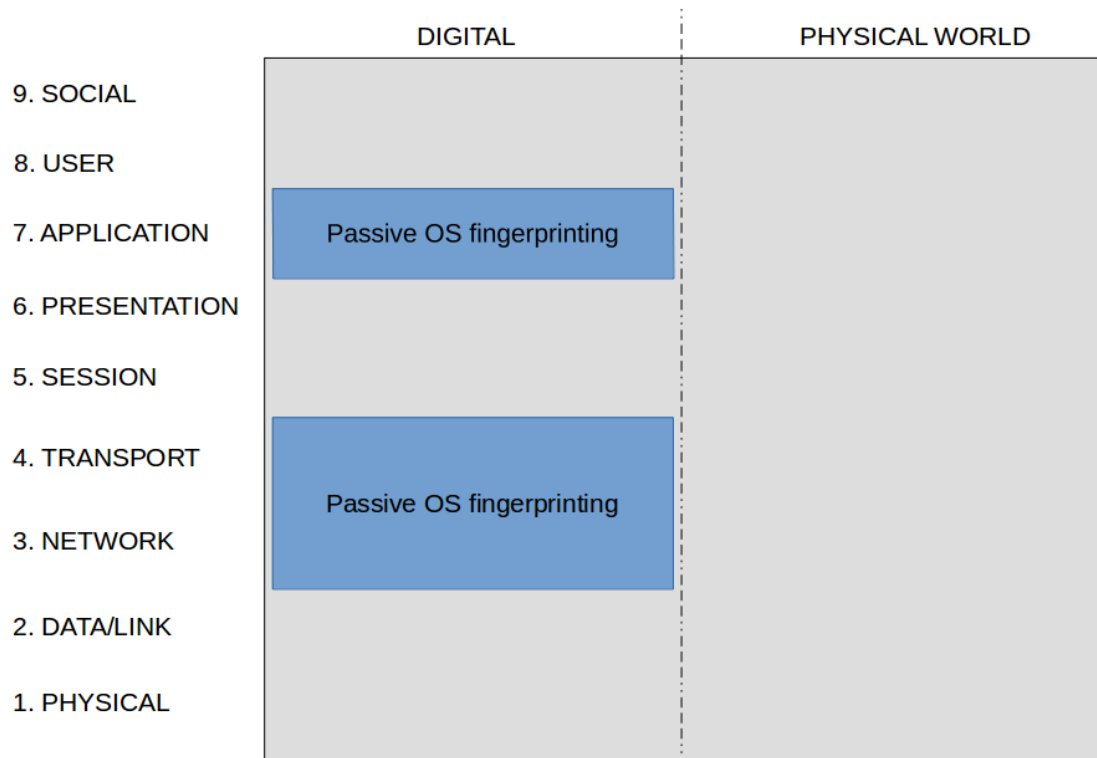 DIGITAL
PHYSICAL WORLD
9. SOCIAL
8. USER
7. APPLICATION
Passive OS fingerprinting
6. PRESENTATION
5. SESSION
4. TRANSPORT
Passive OS fingerprinting
3. NETWORK
2. DATA/LINK
1. PHYSICAL